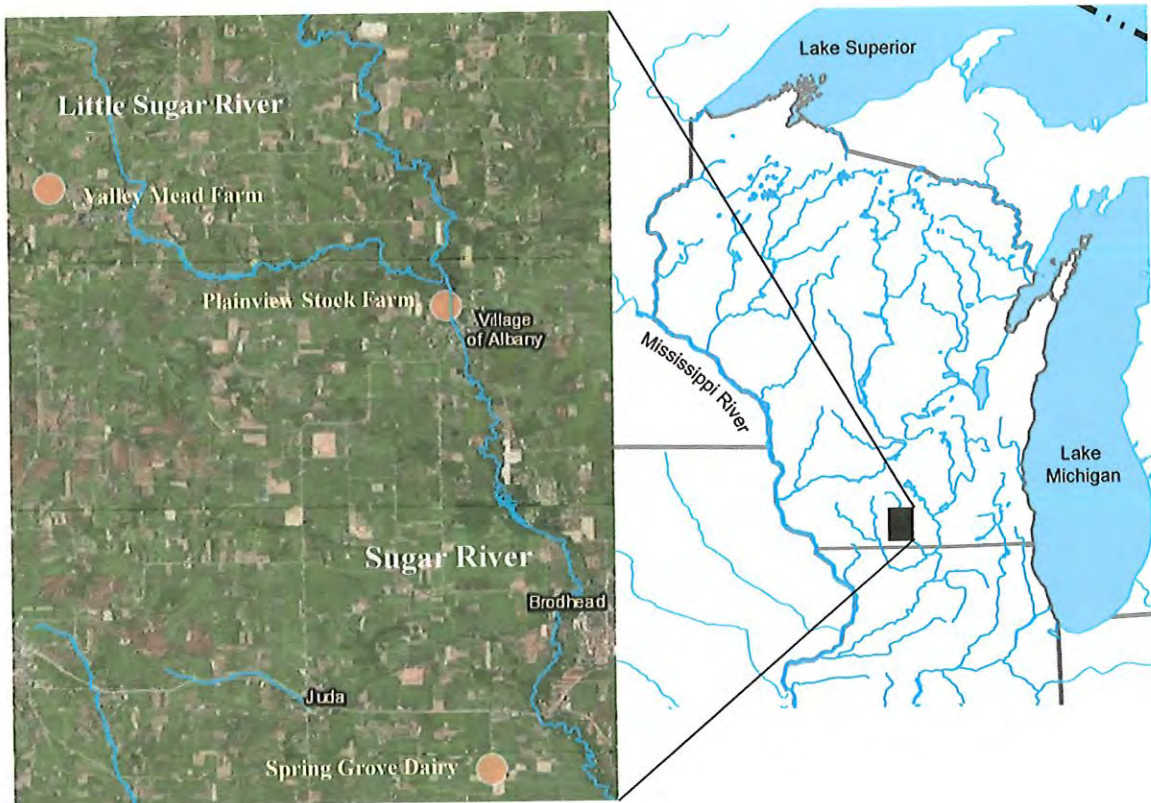 Little Sugar River
Valley Mead Farm
Plainview Stock Farm
Village
of Albany
Sugar River
Brodhead
Juda
Spring Grove Dairy
Lake Superior
Mississippi River
Lake
Michigan